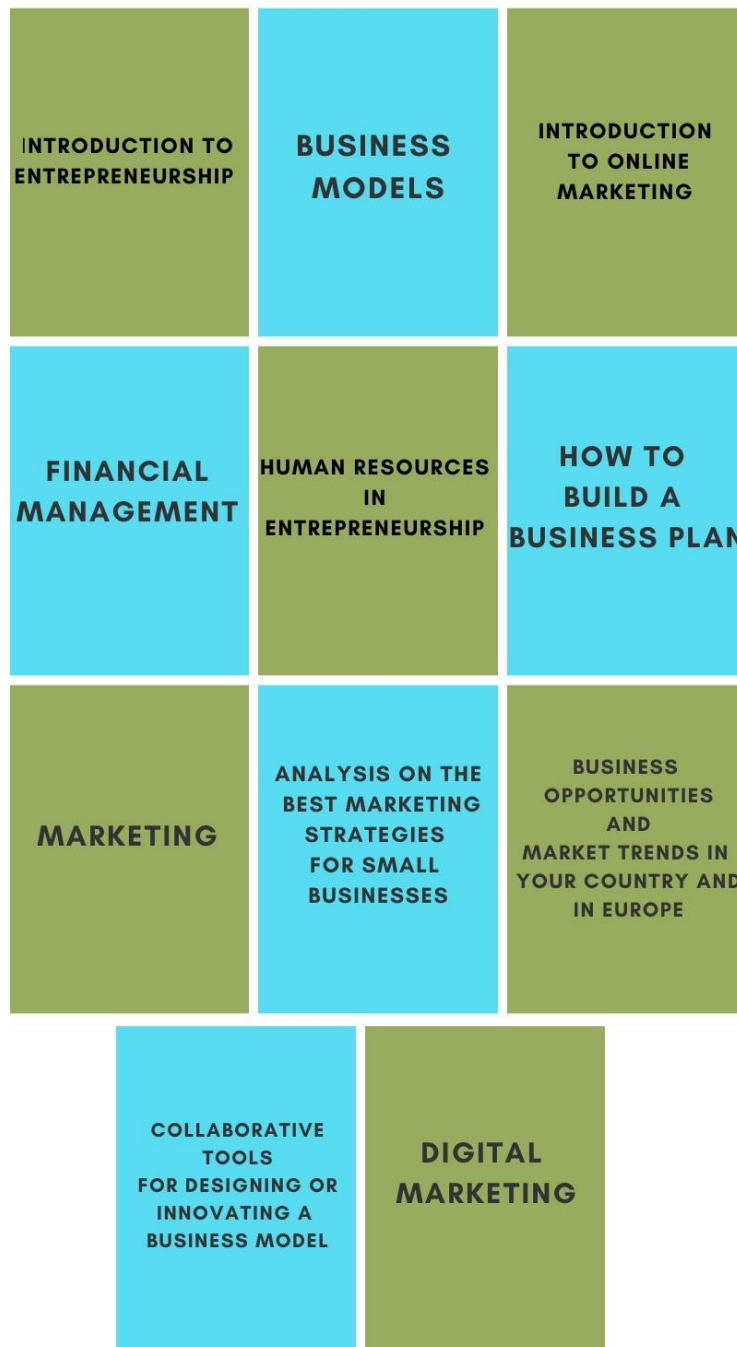 INTRODUCTION TO
ENTREPRENEURSHIP
BUSINESS
MODELS
INTRODUCTION
TO ONLINE
MARKETING
FINANCIAL
MANAGEMENT
HUMAN RESOURCES
IN
ENTREPRENEURSHIP
HOW TO
BUILD A
BUSINESS PLAN
MARKETING
ANALYSIS ON THE
BEST MARKETING
STRATEGIES
FOR SMALL
BUSINESSES
BUSINESS
OPPORTUNITIES
AND
MARKET TRENDS IN
YOUR COUNTRY AND
IN EUROPE
COLLABORATIVE
TOOLS
FOR DESIGNING OR
INNOVATING A
BUSINESS MODEL
DIGITAL
MARKETING